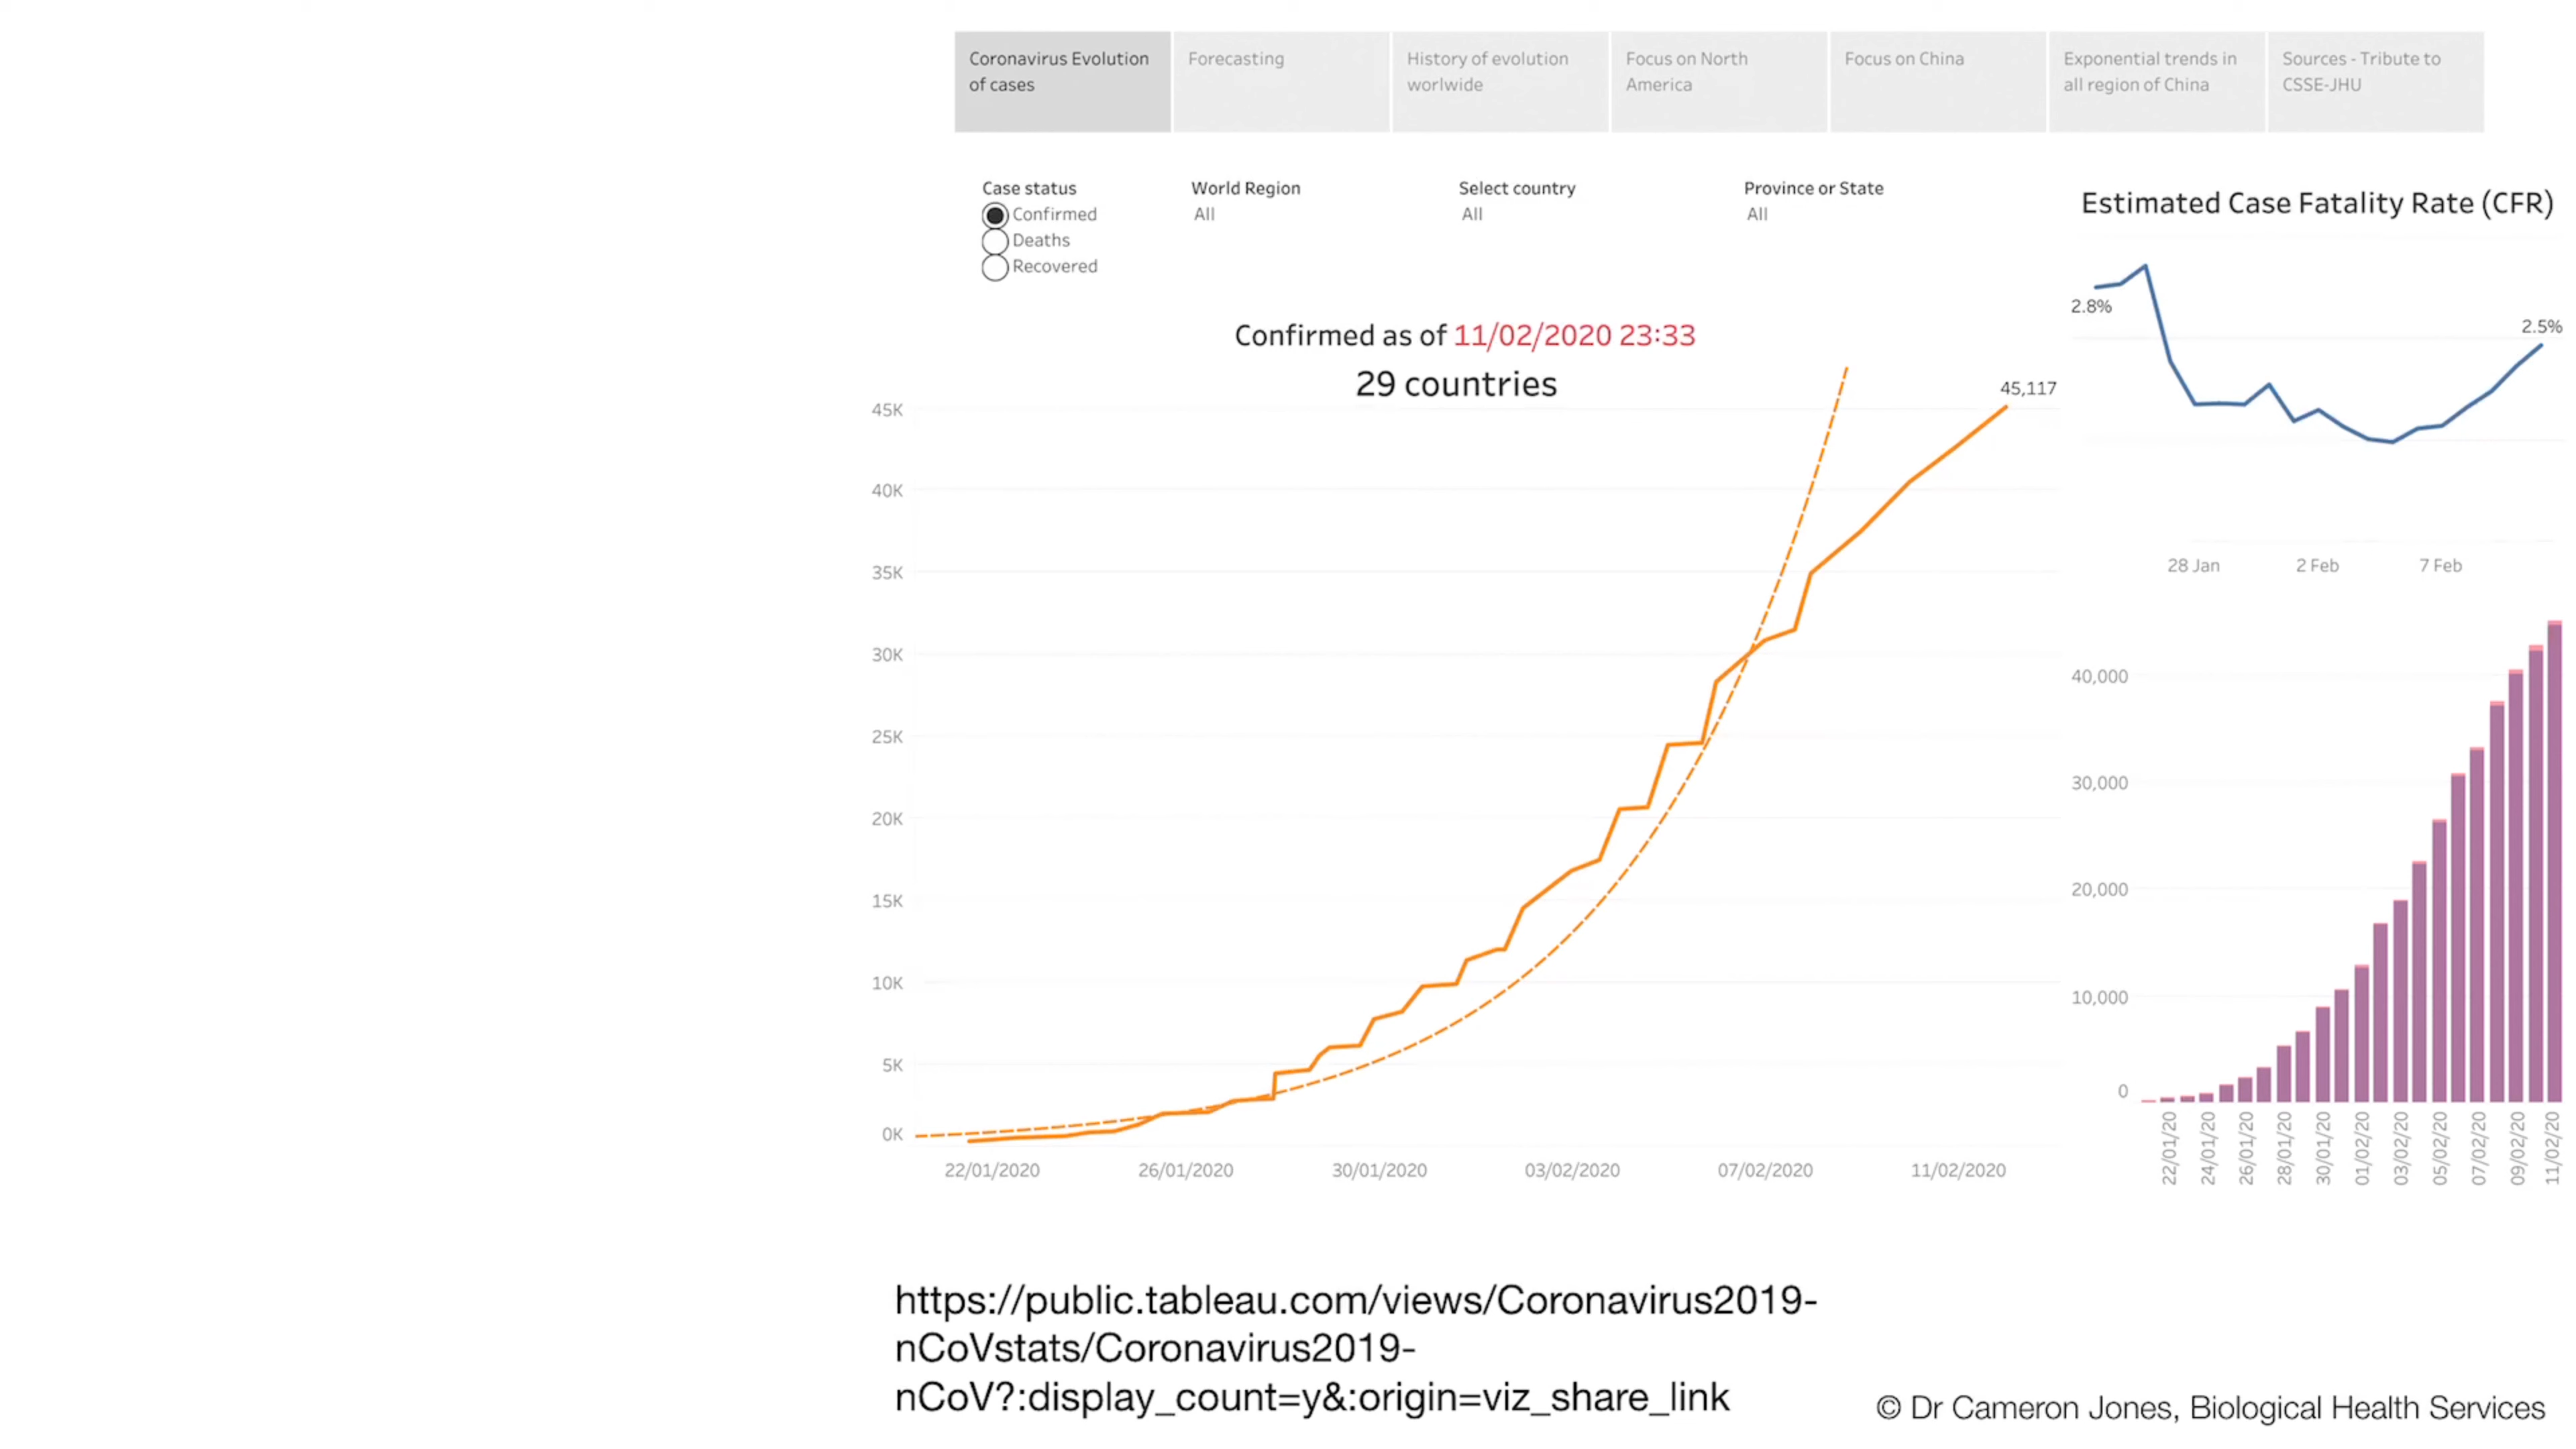 Coronavirus Evolution
of cases
Forecasting
History of evolution
worlwide
Focus on North
America
Focus on China
Exponential trends in
all region of China
Sources - Tribute to
CSSE-JHU
Case status
Confirmed
Deaths
Recovered
World Region
All
Select country
All
Province or State
All
Confirmed as of 11/02/2020 23:33
29 countries
45,117
45K
40K
35K
30K
25K
20K
15K
10K
5K
0K
22/01/2020
26/01/2020
30/01/2020
03/02/2020
07/02/2020
11/02/2020
Estimated Case Fatality Rate (CFR)
2.8%
2.5%
28 Jan
2 Feb
7 Feb
40,000
30,000
20,000
10,000
0
22/01/20
24/01/20
26/01/20
28/01/20
30/01/20
01/02/20
03/02/20
05/02/20
07/02/20
09/02/20
11/02/20
https://public.tableau.com/views/Coronavirus2019-
nCoVstats/Coronavirus2019-
nCoV?:display_count=y&:origin=viz_share_link
© Dr Cameron Jones, Biological Health Services